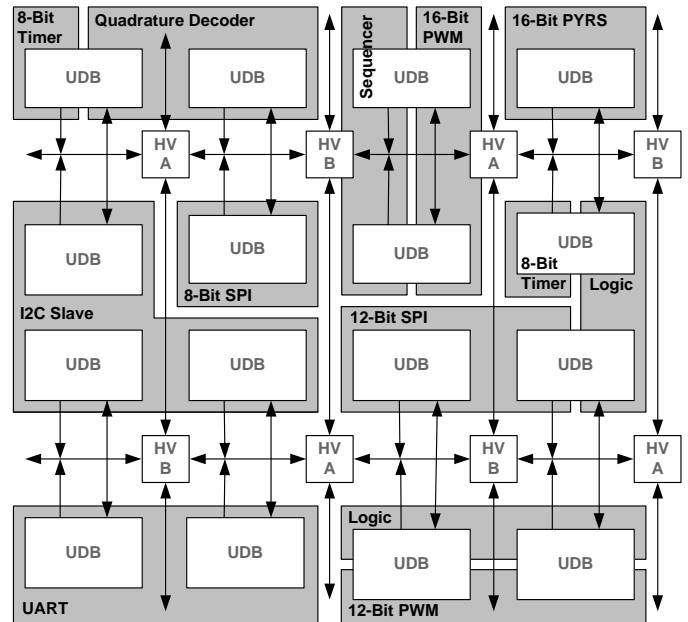 8-Bit
Timer
Quadrature Decoder
Sequencer
16-Bit
PWM
16-Bit PYRS
UDB
UDB
UDB
UDB
HV
A
HV
B
HV
A
HV
B
UDB
UDB
UDB
UDB
8-Bit SPI
8-Bit
Timer
Logic
I2C Slave
12-Bit SPI
UDB
UDB
UDB
UDB
HV
B
HV
A
HV
B
HV
A
Logic
UDB
UDB
UDB
UDB
UART
12-Bit PWM